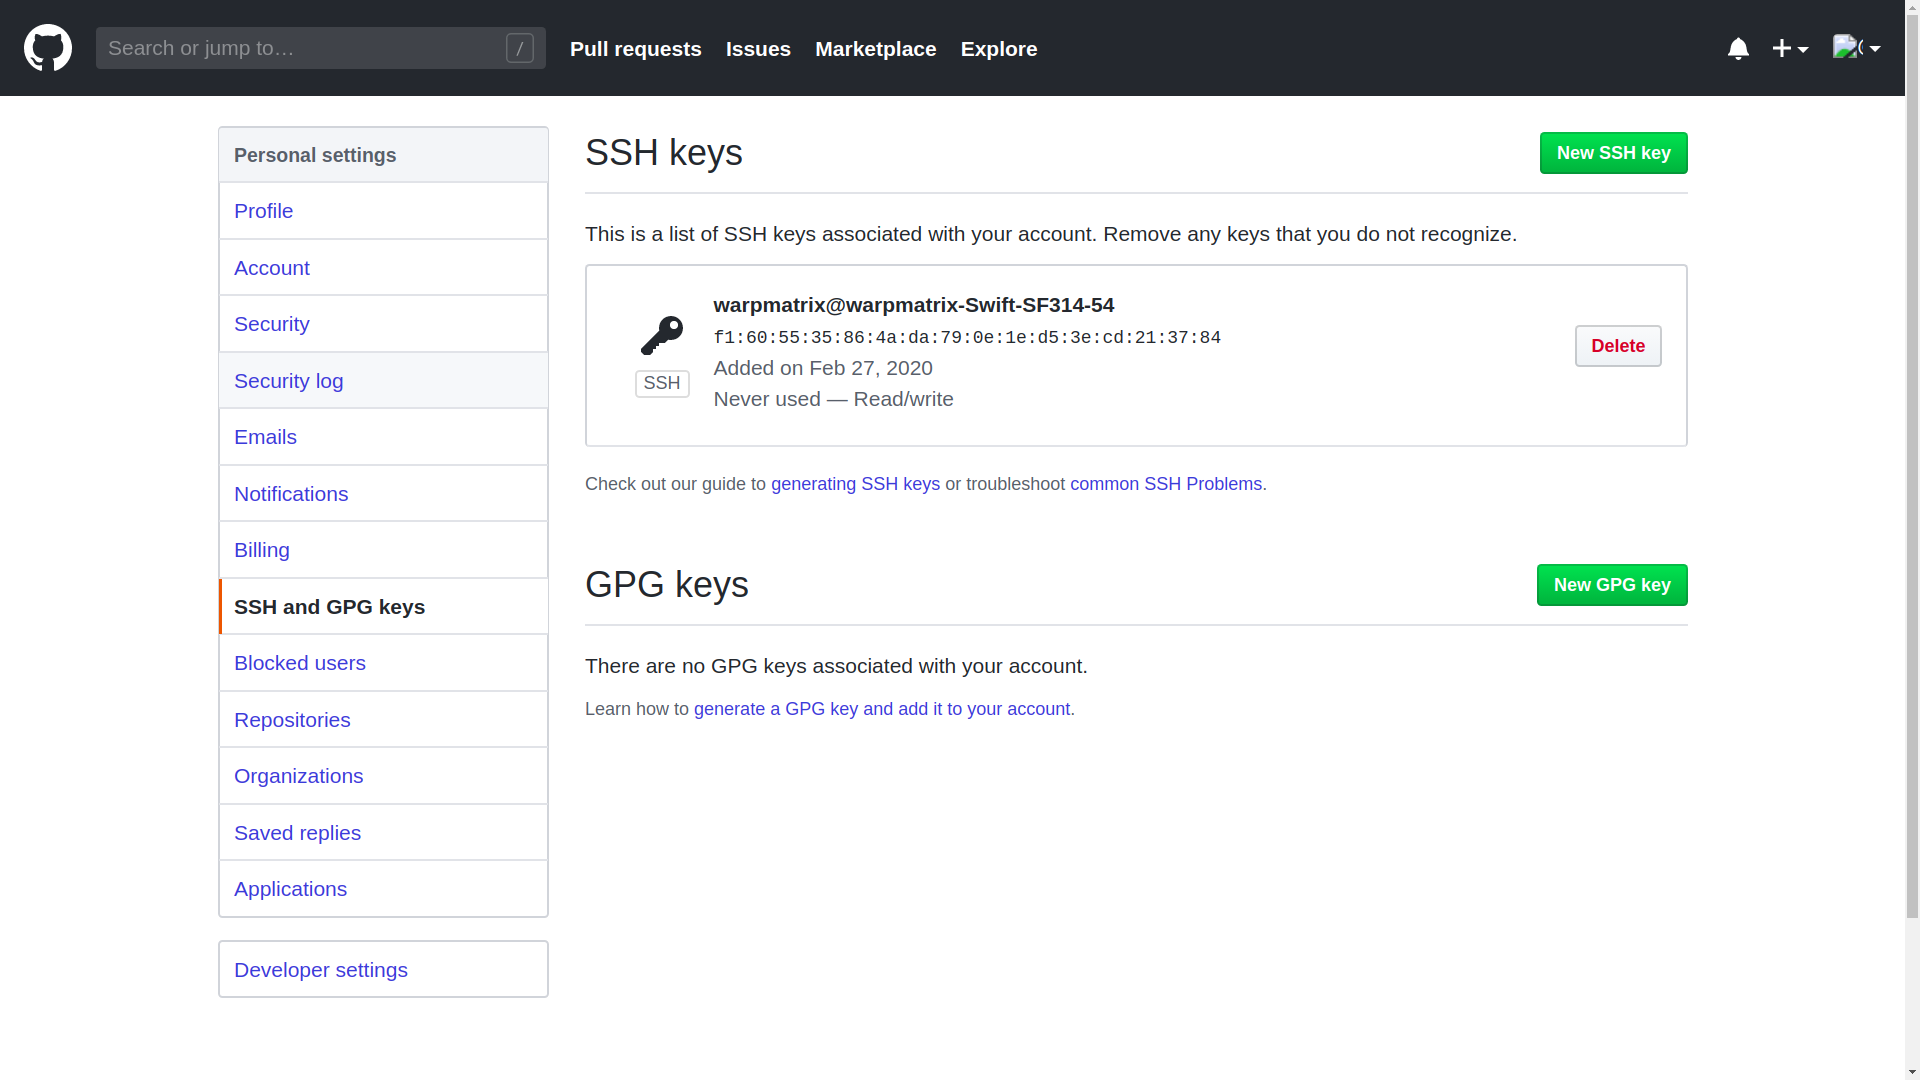 Search or jump to…
/
Pull requests
Issues
Marketplace
Explore
Personal settings
Profile
Account
Security
Security log
Emails
Notifications
Billing
SSH and GPG keys
Blocked users
Repositories
Organizations
Saved replies
Applications
Developer settings
SSH keys
New SSH key
This is a list of SSH keys associated with your account. Remove any keys that you do not recognize.
warpmatrix@warpmatrix-Swift-SF314-54
f1:60:55:35:86:4a:da:79:0e:1e:d5:3e:cd:21:37:84
Added on Feb 27, 2020
Never used — Read/write
SSH
Delete
Check out our guide to generating SSH keys or troubleshoot common SSH Problems.
GPG keys
New GPG key
There are no GPG keys associated with your account.
Learn how to generate a GPG key and add it to your account.